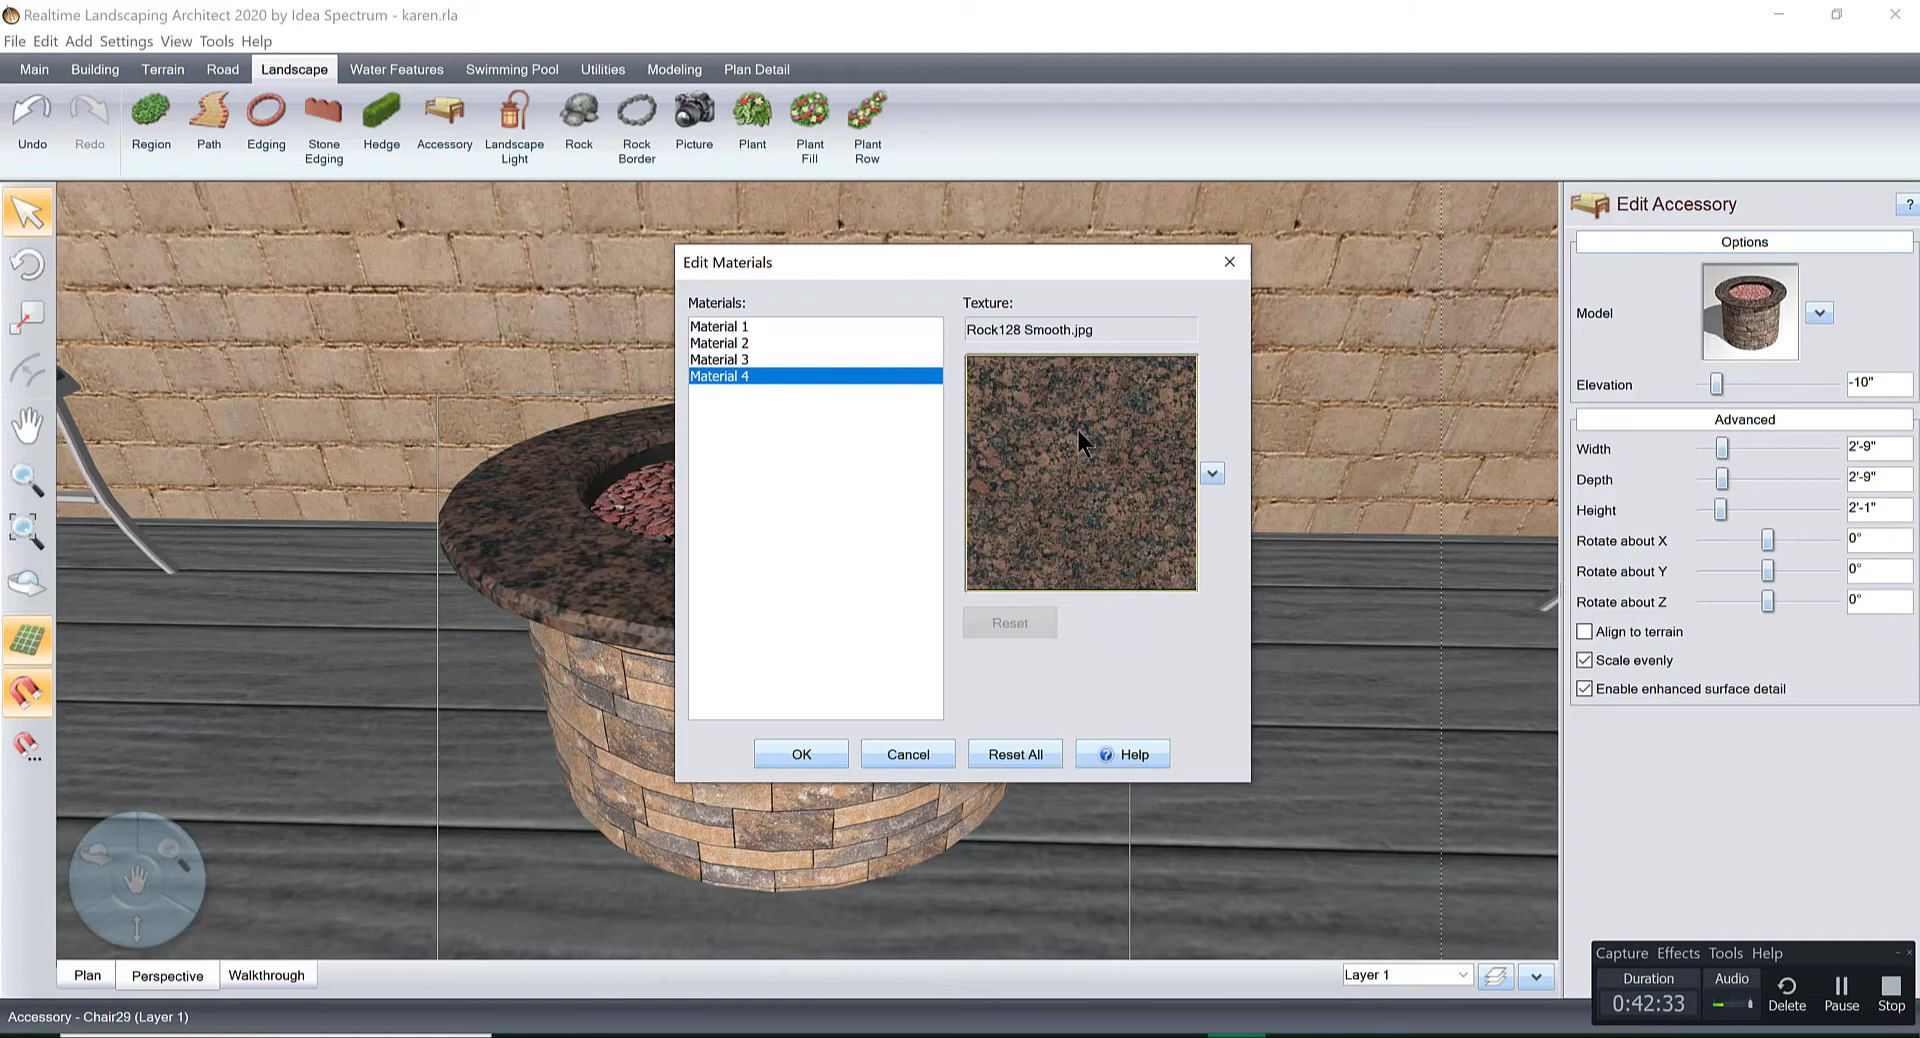 Realtime Landscaping Architect 2020 by Idea Spectrum - karen.rla
File Edit Add Settings View Tools Help
Main Building Terrain Road Landscape Water Features Swimming Pool Utilities Modeling Plan Detail
Undo Redo Region Path Edging Stone Edging Hedge Accessory Landscape Light Rock Rock Border Picture Plant Plant Fill Plant Row
Edit Accessory ?
Options
Model
Elevation -10"
Advanced
Width 2'-9"
Depth 2'-9"
Height 2'-1"
Rotate about X 0°
Rotate about Y 0°
Rotate about Z 0°
Align to terrain
Scale evenly
Enable enhanced surface detail
Edit Materials
Materials:
Material 1
Material 2
Material 3
Material 4
Texture:
Rock128 Smooth.jpg
Reset
OK Cancel Reset All ? Help
Plan Perspective Walkthrough
Layer 1
Accessory - Chair29 (Layer 1)
Capture Effects Tools Help
Duration Audio
0:42:33 Delete Pause Stop